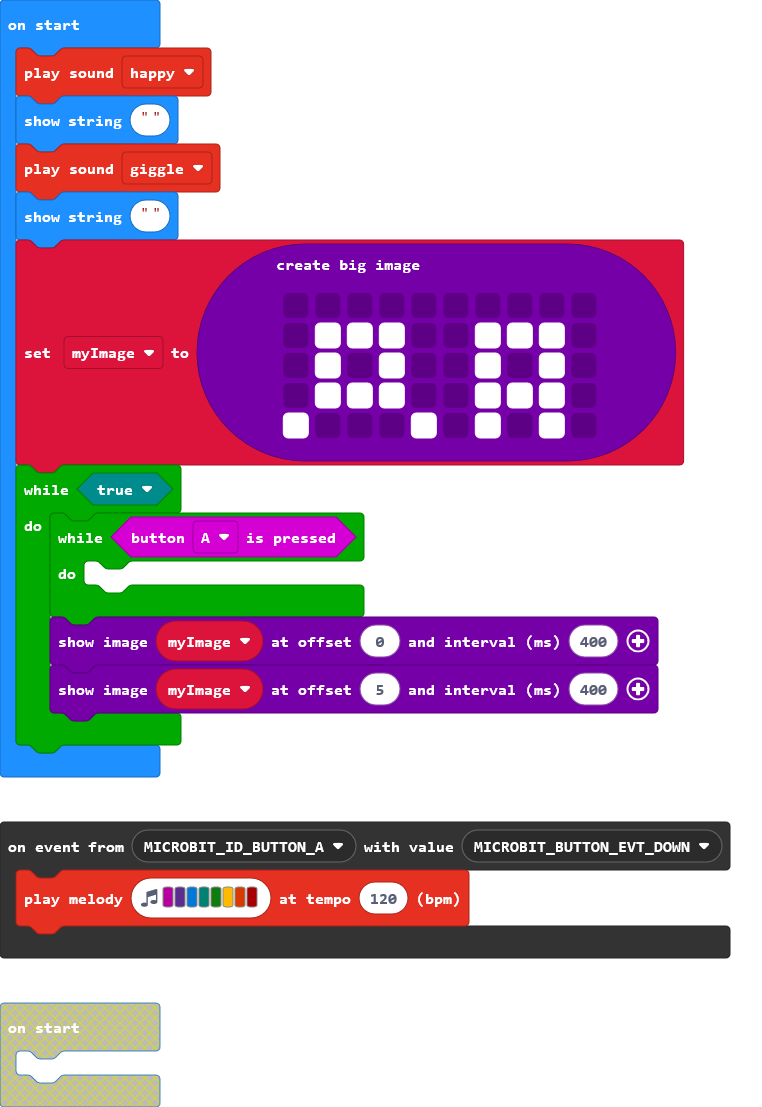 on start
play sound happy
show string " "
play sound giggle
show string " "
create big image
set myImage to
while true
do
while button A is pressed
do
show image myImage at offset 0 and interval (ms) 400
show image myImage at offset 5 and interval (ms) 400
on event from MICROBIT_ID_BUTTON_A with value MICROBIT_BUTTON_EVT_DOWN
play melody at tempo 120 (bpm)
on start